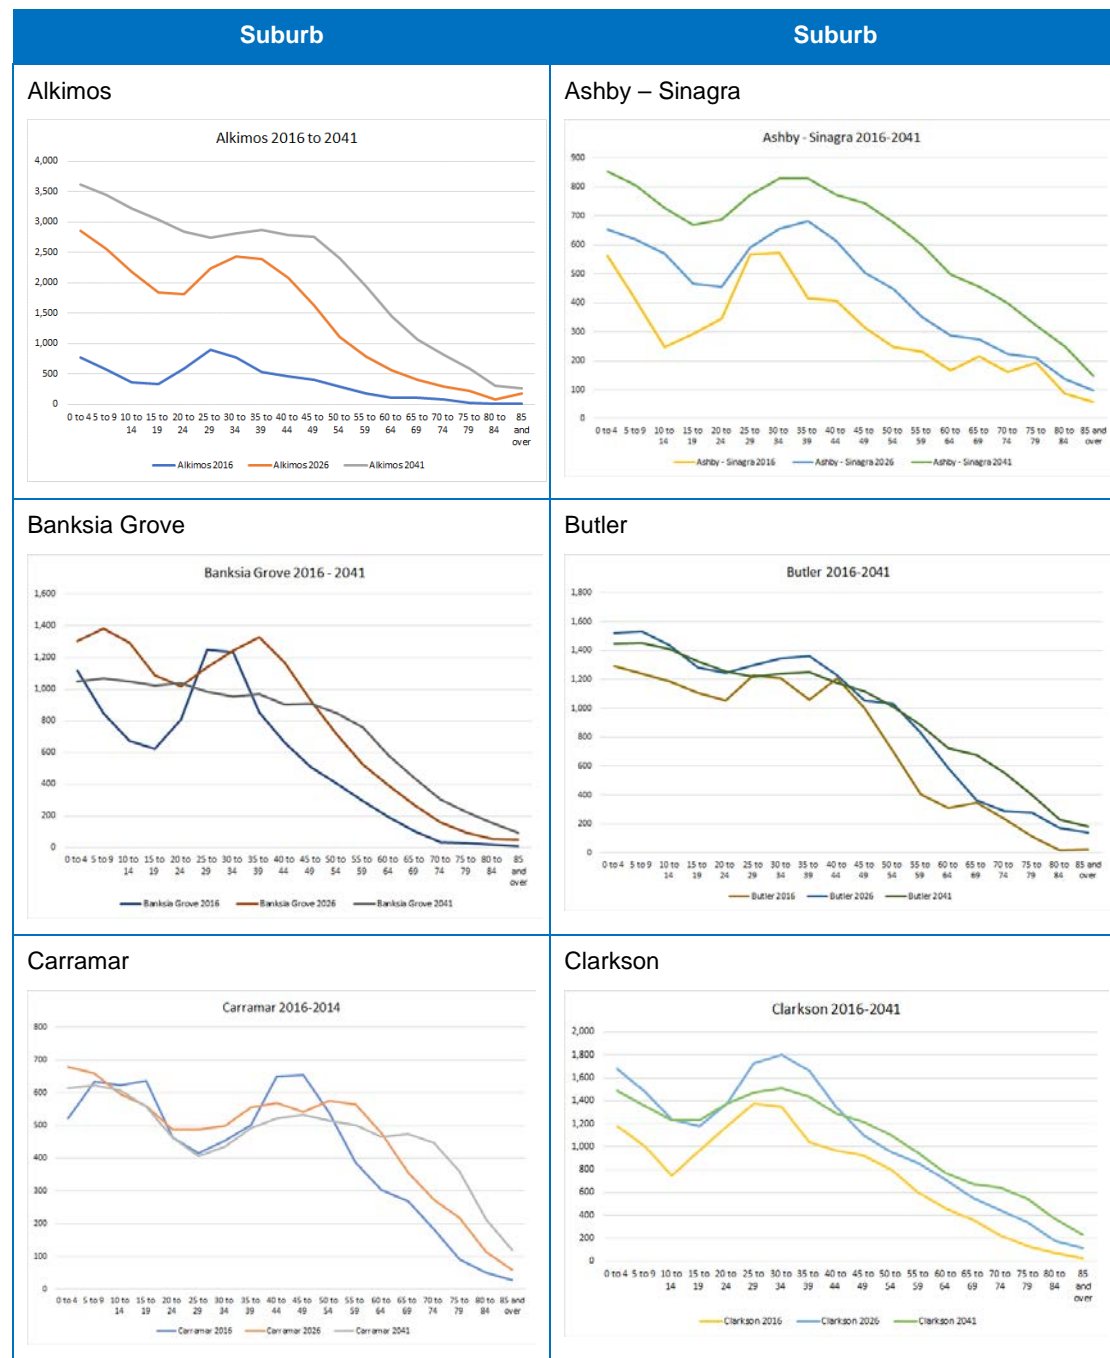 Suburb
Suburb
Alkimos
Alkimos 2016 to 2041
4,000
3,500
3,000
2,500
2,000
1,500
1,000
500
0
0 to 4 5 to 9 10 to 14 15 to 19 20 to 24 25 to 29 30 to 34 35 to 39 40 to 44 45 to 49 50 to 54 55 to 59 60 to 64 65 to 69 70 to 74 75 to 79 80 to 84 85 and over
Alkimos 2016 Alkimos 2026 Alkimos 2041
Ashby – Sinagra
Ashby - Sinagra 2016-2041
900
800
700
600
500
400
300
200
100
0
0 to 4 5 to 9 10 to 14 15 to 19 20 to 24 25 to 29 30 to 34 35 to 39 40 to 44 45 to 49 50 to 54 55 to 59 60 to 64 65 to 69 70 to 74 75 to 79 80 to 84 85 and over
Ashby - Sinagra 2016 Ashby - Sinagra 2026 Ashby - Sinagra 2041
Banksia Grove
Banksia Grove 2016 - 2041
1,600
1,400
1,200
1,000
800
600
400
200
0
0 to 4 5 to 9 10 to 14 15 to 19 20 to 24 25 to 29 30 to 34 35 to 39 40 to 44 45 to 49 50 to 54 55 to 59 60 to 64 65 to 69 70 to 74 75 to 79 80 to 84 85 and over
Banksia Grove 2016 Banksia Grove 2026 Banksia Grove 2041
Butler
Butler 2016-2041
1,800
1,600
1,400
1,200
1,000
800
600
400
200
0
0 to 4 5 to 9 10 to 14 15 to 19 20 to 24 25 to 29 30 to 34 35 to 39 40 to 44 45 to 49 50 to 54 55 to 59 60 to 64 65 to 69 70 to 74 75 to 79 80 to 84 85 and over
Butler 2016 Butler 2026 Butler 2041
Carramar
Carramar 2016-2014
800
700
600
500
400
300
200
100
0
0 to 4 5 to 9 10 to 14 15 to 19 20 to 24 25 to 29 30 to 34 35 to 39 40 to 44 45 to 49 50 to 54 55 to 59 60 to 64 65 to 69 70 to 74 75 to 79 80 to 84 85 and over
Carramar 2016 Carramar 2026 Carramar 2041
Clarkson
Clarkson 2016-2041
2,000
1,800
1,600
1,400
1,200
1,000
800
600
400
200
0
0 to 4 5 to 9 10 to 14 15 to 19 20 to 24 25 to 29 30 to 34 35 to 39 40 to 44 45 to 49 50 to 54 55 to 59 60 to 64 65 to 69 70 to 74 75 to 79 80 to 84 85 and over
Clarkson 2016 Clarkson 2026 Clarkson 2041